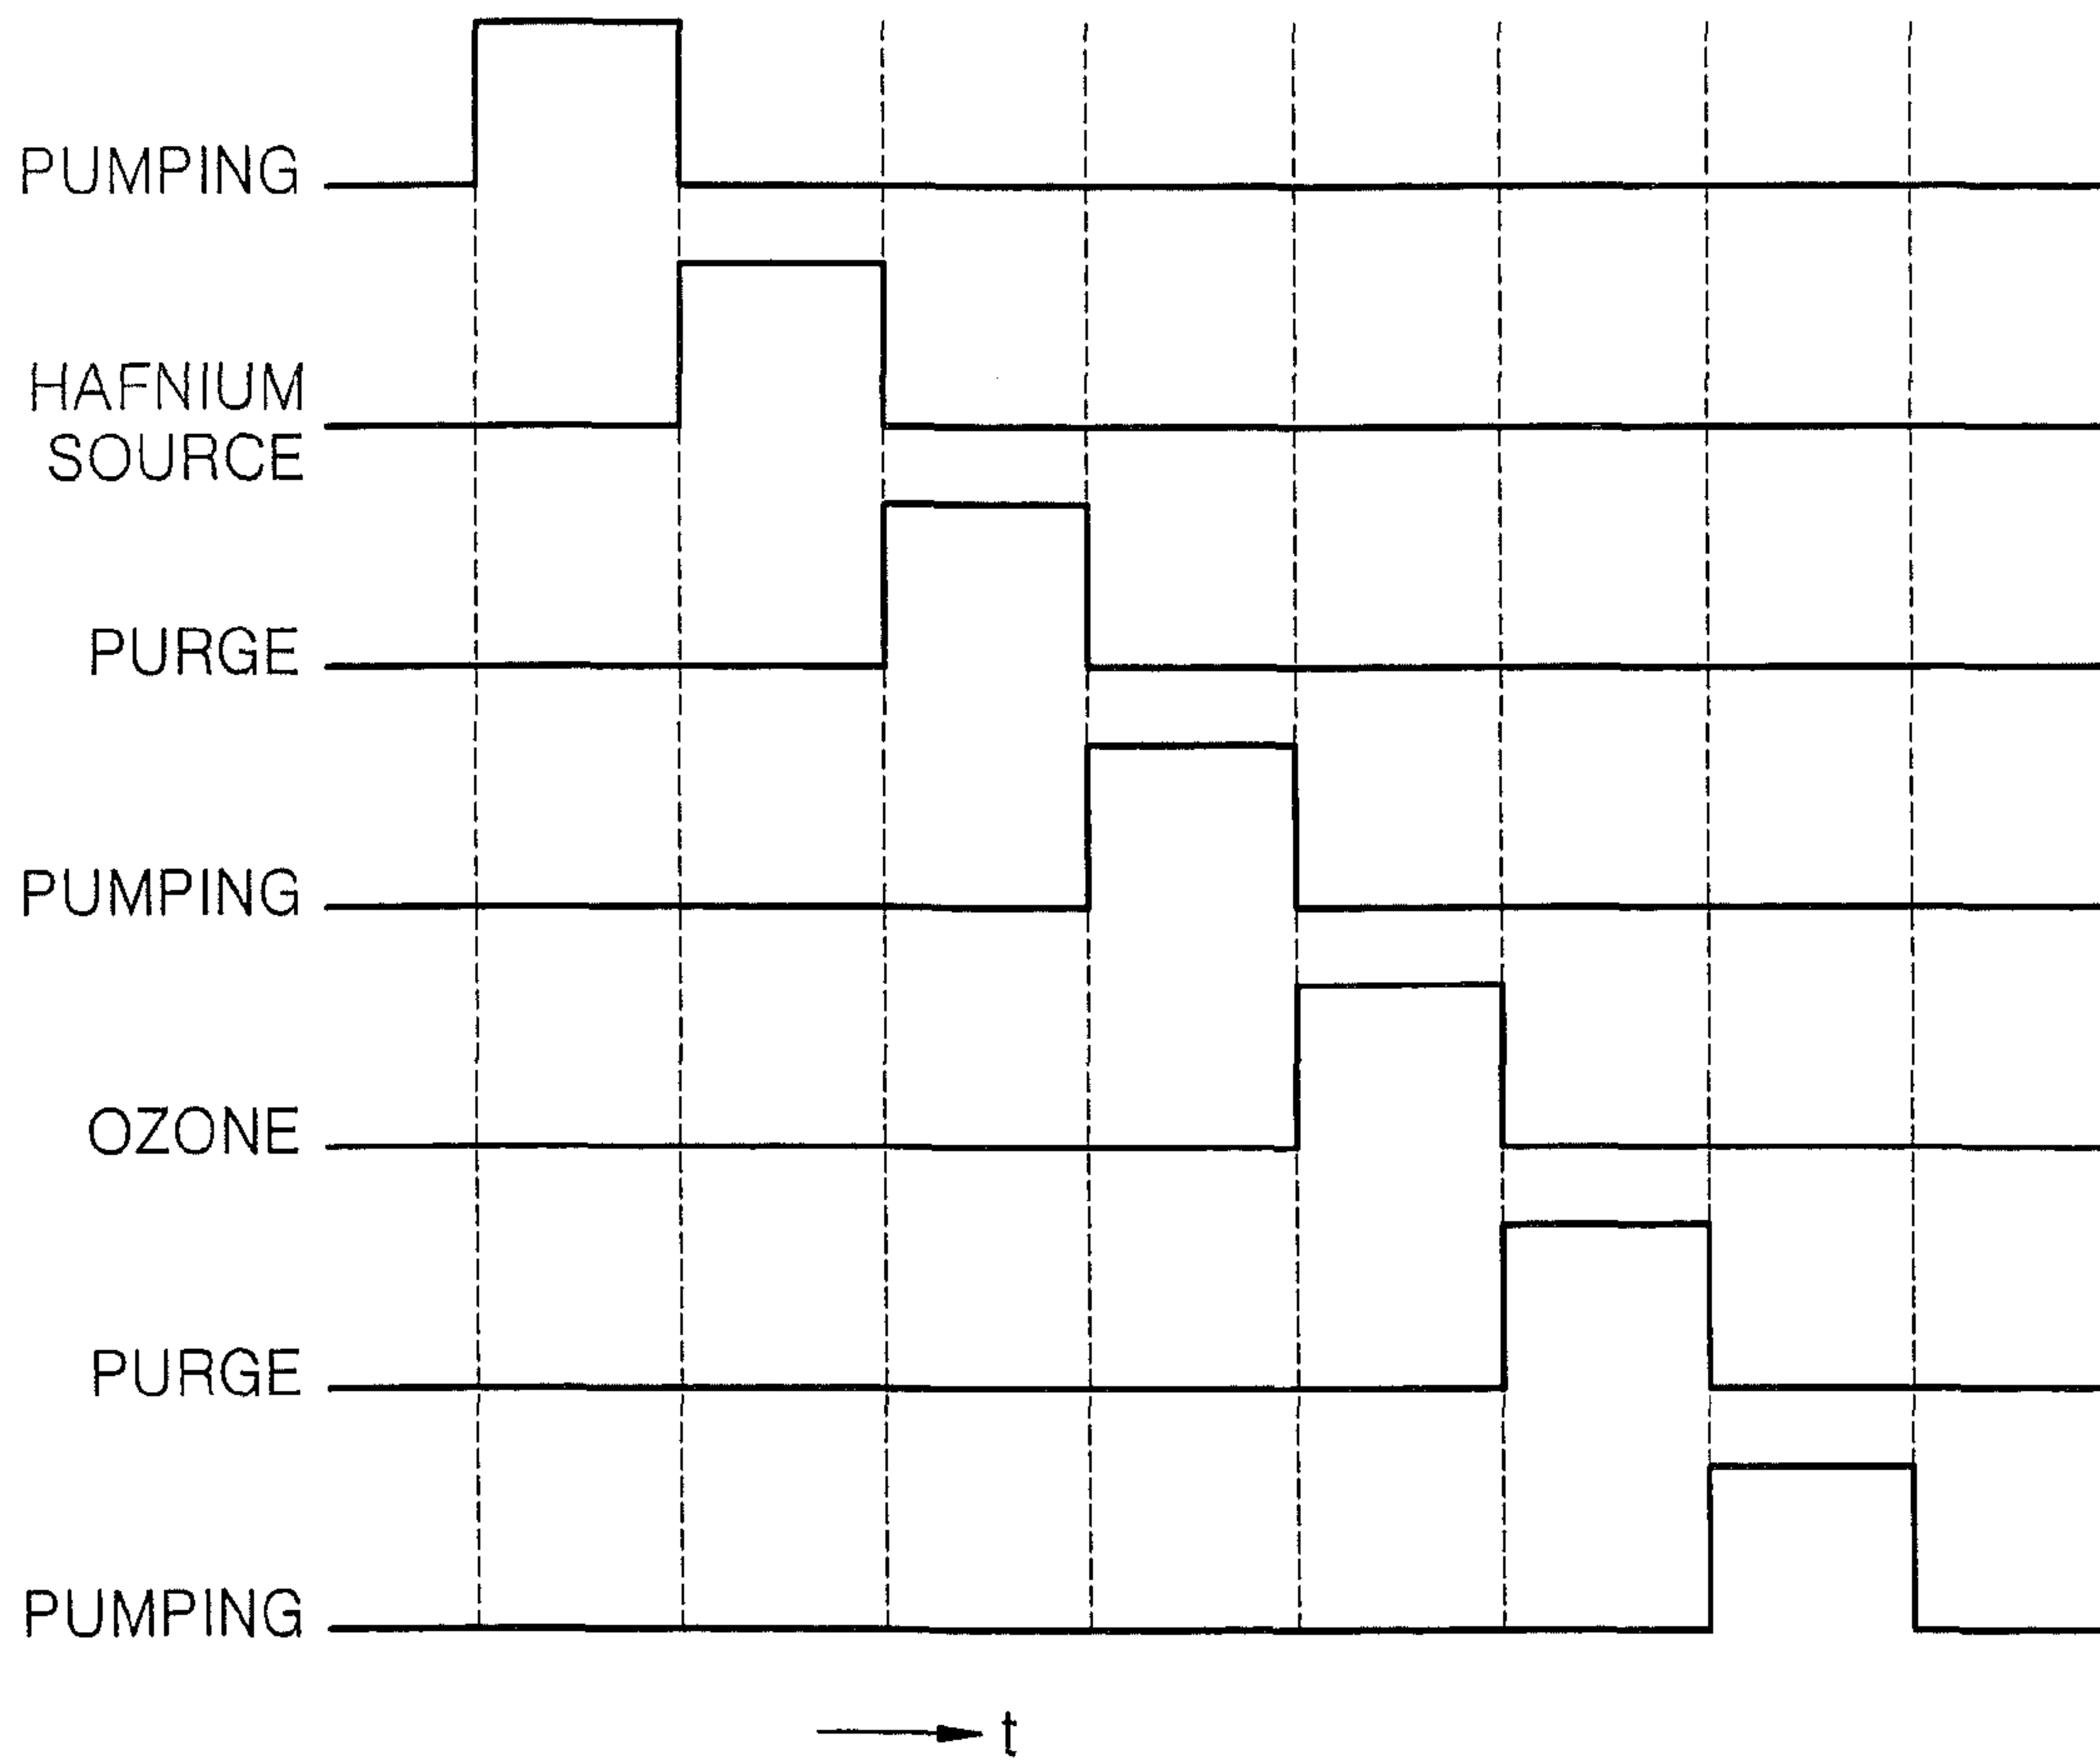 PUMPING
HAFNIUM
SOURCE
PURGE
PUMPING
OZONE
PURGE
PUMPING
t